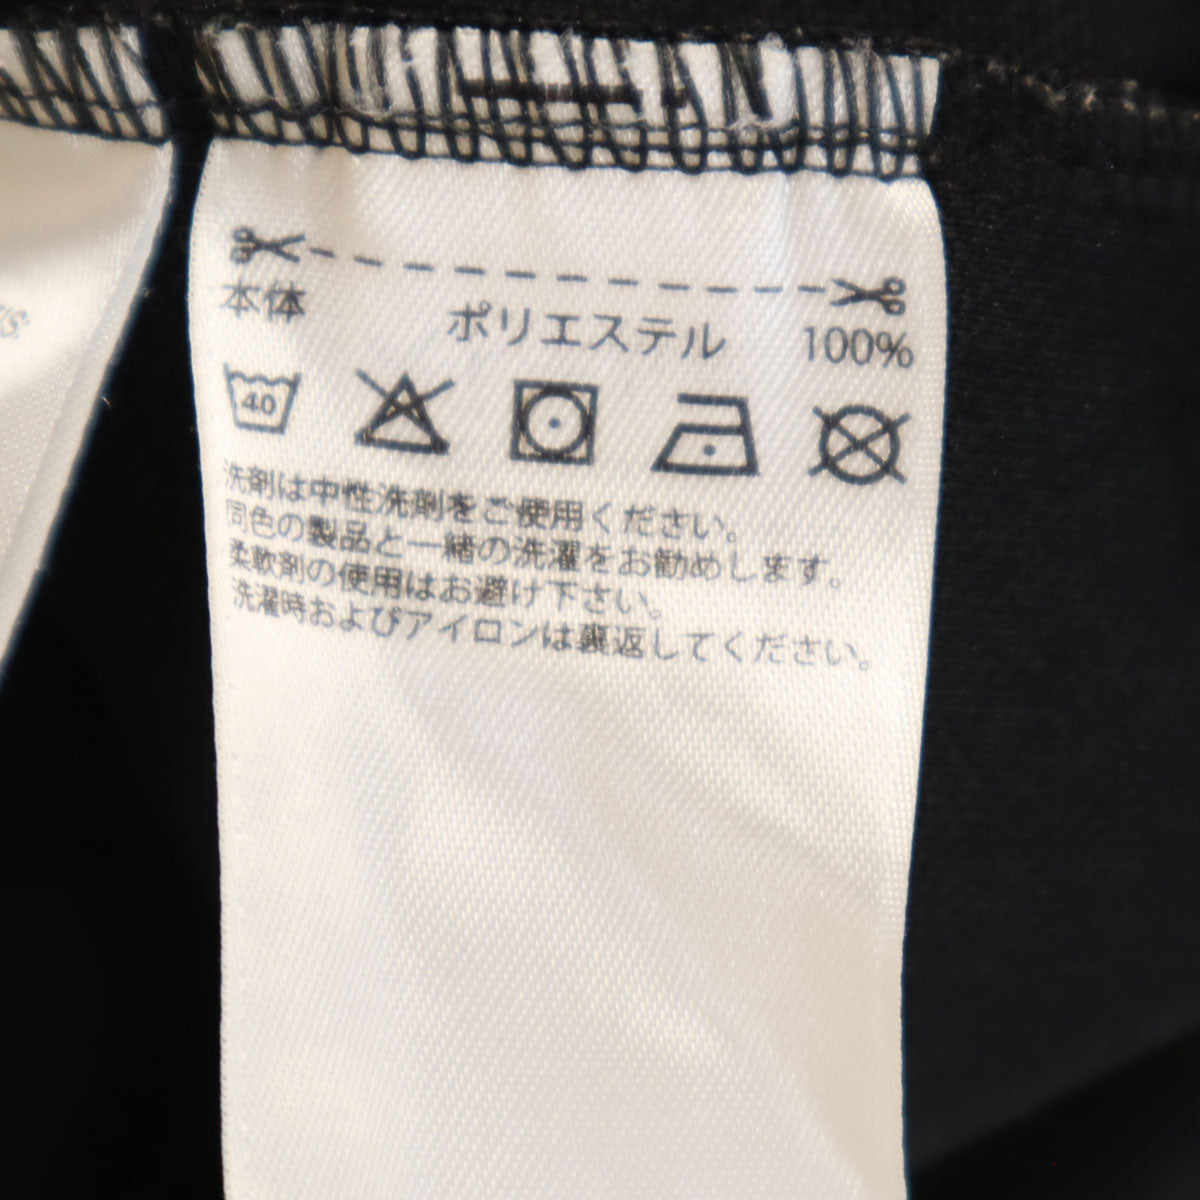 本体 ポリエステル 100%
40
洗剤は中性洗剤をご使用ください。
同色の製品と一緒の洗濯をお勧めします。
柔軟剤の使用はお避け下さい。
洗濯時およびアイロンは裏返してください。